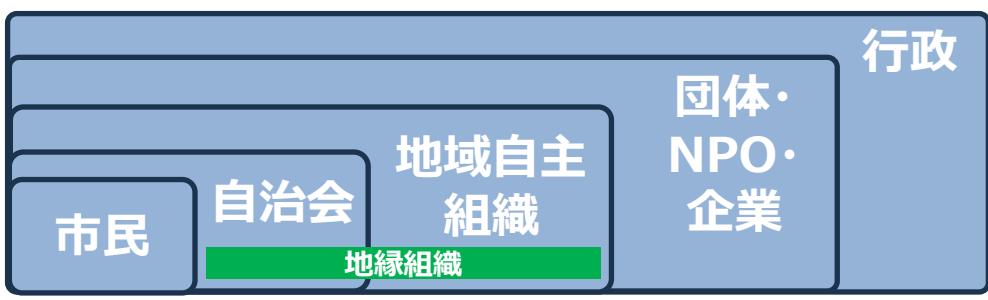 行政
団体・
NPO・
企業
地域自主
組織
自治会
市民
地縁組織